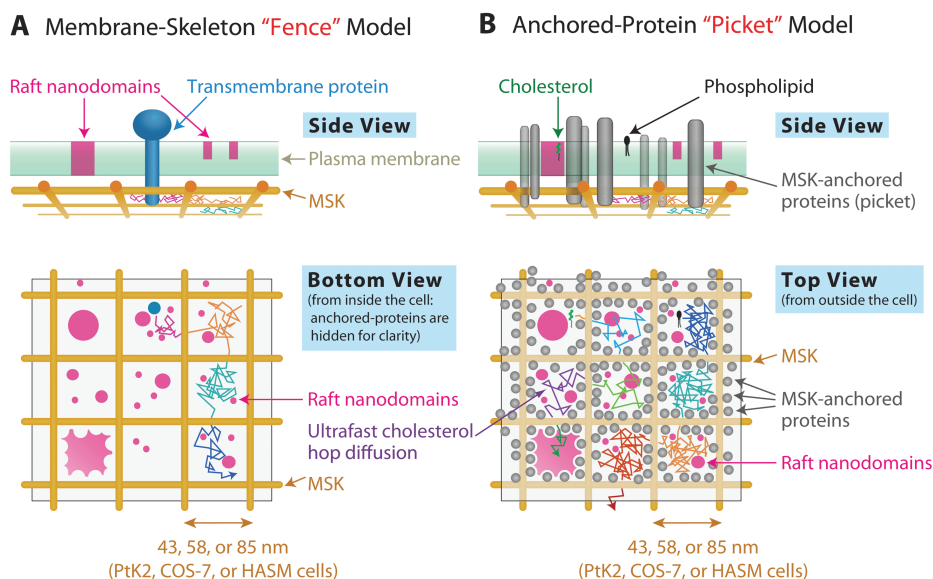 A Membrane-Skeleton “Fence” Model
Raft nanodomains
Transmembrane protein
Side View
Plasma membrane
MSK
Bottom View
(from inside the cell:
anchored-proteins are
hidden for clarity)
Raft nanodomains
Ultrafast cholesterol
hop diffusion
MSK
43, 58, or 85 nm
(PtK2, COS-7, or HASM cells)
B Anchored-Protein “Picket” Model
Cholesterol
Phospholipid
Side View
MSK-anchored
proteins (picket)
Top View
(from outside the cell)
MSK
MSK-anchored
proteins
Raft nanodomains
43, 58, or 85 nm
(PtK2, COS-7, or HASM cells)